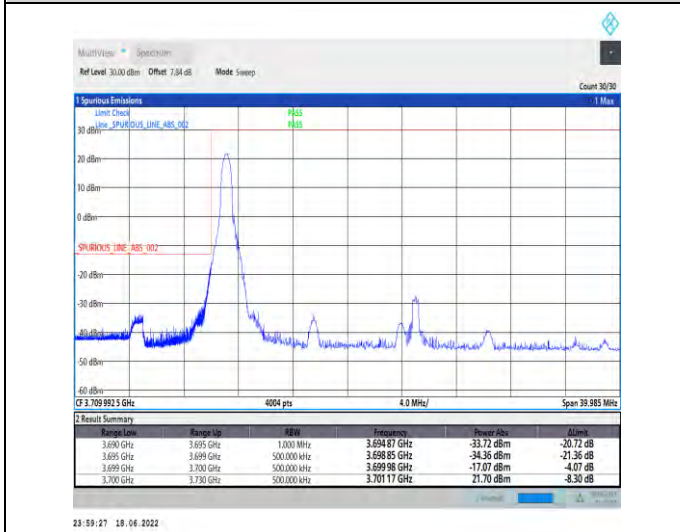 MultiView Spectrum
Ref Level 30.00 dBm Offset 7.84 dB Mode Sweep
Count 30/30
1 Spurious Emissions 1 Max
Limit Check PASS
Line _SPURIOUS_LINE_ABS_002 PASS
30 dBm
20 dBm
10 dBm
0 dBm
SPURIOUS_LINE_ABS_002
-20 dBm
-30 dBm
-40 dBm
-50 dBm
-60 dBm
CF 3.709 992 5 GHz 4004 pts 4.0 MHz/ Span 39.985 MHz
2 Result Summary
Range Low Range Up RBW Frequency Power Abs ΔLimit
3.690 GHz 3.695 GHz 1.000 MHz 3.694 87 GHz -33.72 dBm -20.72 dB
3.695 GHz 3.699 GHz 500.000 kHz 3.698 85 GHz -34.36 dBm -21.36 dB
3.699 GHz 3.700 GHz 500.000 kHz 3.699 98 GHz -17.07 dBm -4.07 dB
3.700 GHz 3.730 GHz 500.000 kHz 3.701 17 GHz 21.70 dBm -8.30 dB
23:59:27 18.06.2022